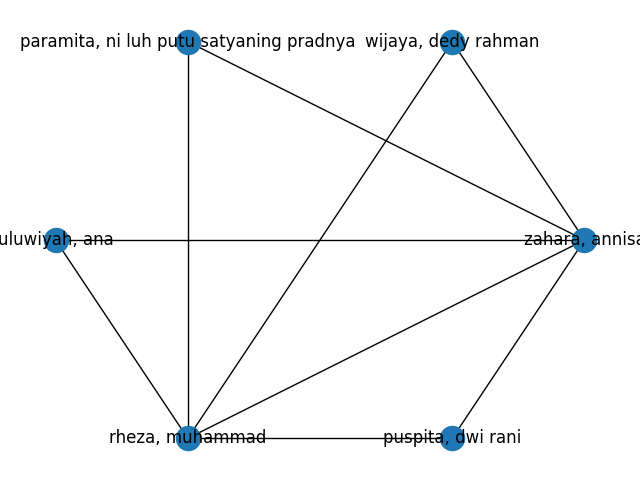 paramita, ni luh putu satyaning pradnya
wijaya, dedy rahman
uluwiyah, ana
zahara, annisa
rheza, muhammad
puspita, dwi rani